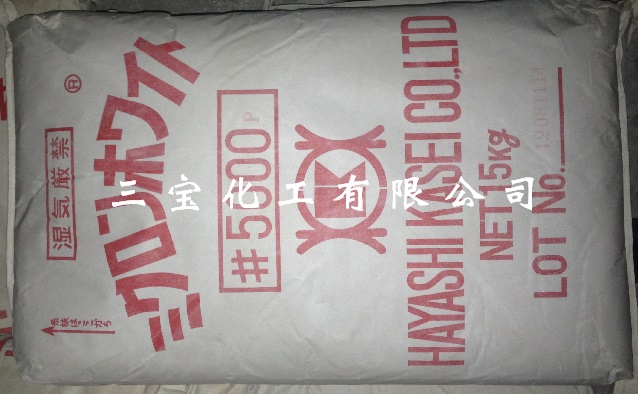 湿気厳禁
ミクロンホワイト
®
#5000P
HAYASHI KASEI CO.,LTD
NET 15Kg
LOT No.
三宝化工有限公司